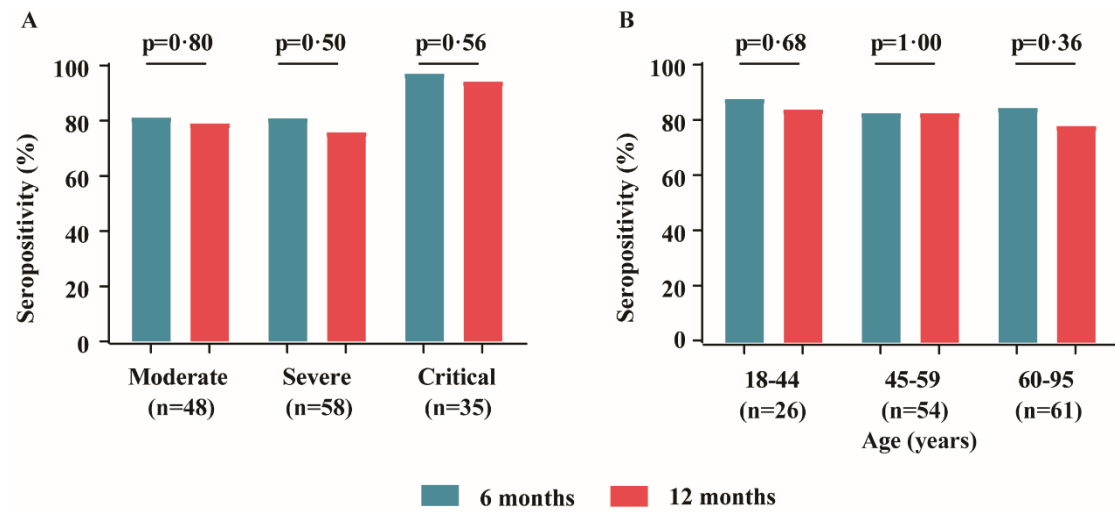 A
p=0·80 p=0·50 p=0·56
100
80
60
40
20
0
Seropositivity (%)
Moderate Severe Critical
(n=48) (n=58) (n=35)
B
p=0·68 p=1·00 p=0·36
100
80
60
40
20
0
Seropositivity (%)
18-44 45-59 60-95
(n=26) (n=54) (n=61)
Age (years)
6 months 12 months